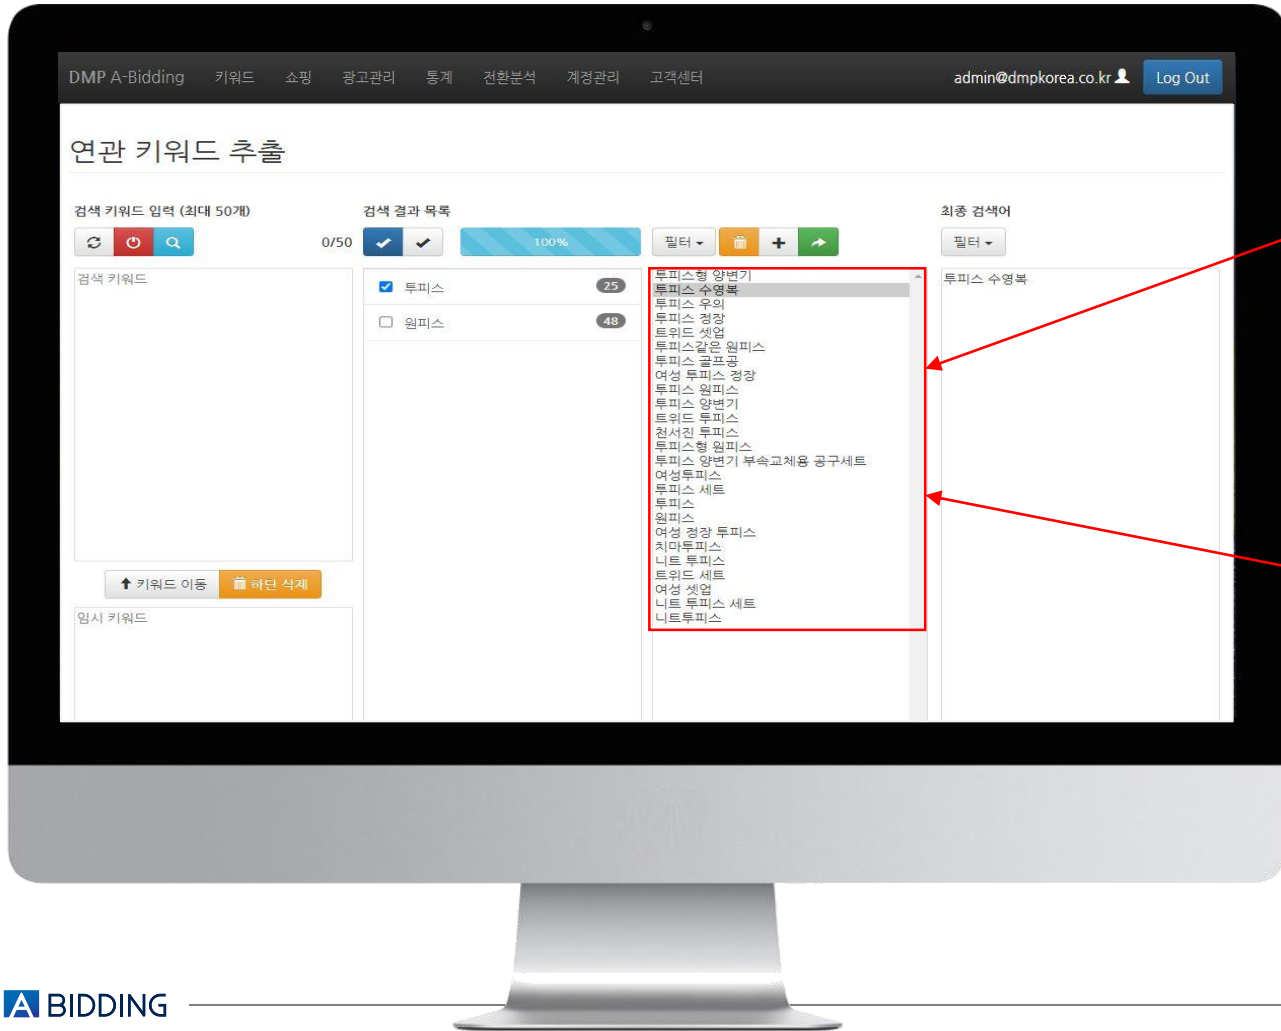 DMP A-Bidding 키워드 쇼핑 광고관리 통계 전환분석 계정관리 고객센터 admin@dmpkorea.co.kr Log Out
연관 키워드 추출
검색 키워드 입력 (최대 50개) 검색 결과 목록 최종 검색어
0/50 100% 필터 필터
검색 키워드
투피스 25
원피스 48
투피스형 양변기
투피스 수영복
투피스 우의
투피스 정장
트위드 셋업
투피스같은 원피스
투피스 골프공
여성 투피스 정장
투피스 원피스
투피스 양변기
트위드 투피스
천서진 투피스
투피스형 원피스
투피스 양변기 부속교체용 공구세트
여성투피스
투피스 세트
투피스
원피스
여성 정장 투피스
치마투피스
니트 투피스
트위드 세트
여성 셋업
니트 투피스 세트
니트투피스
투피스 수영복
키워드 이동 하단 삭제
임시 키워드
A BIDDING